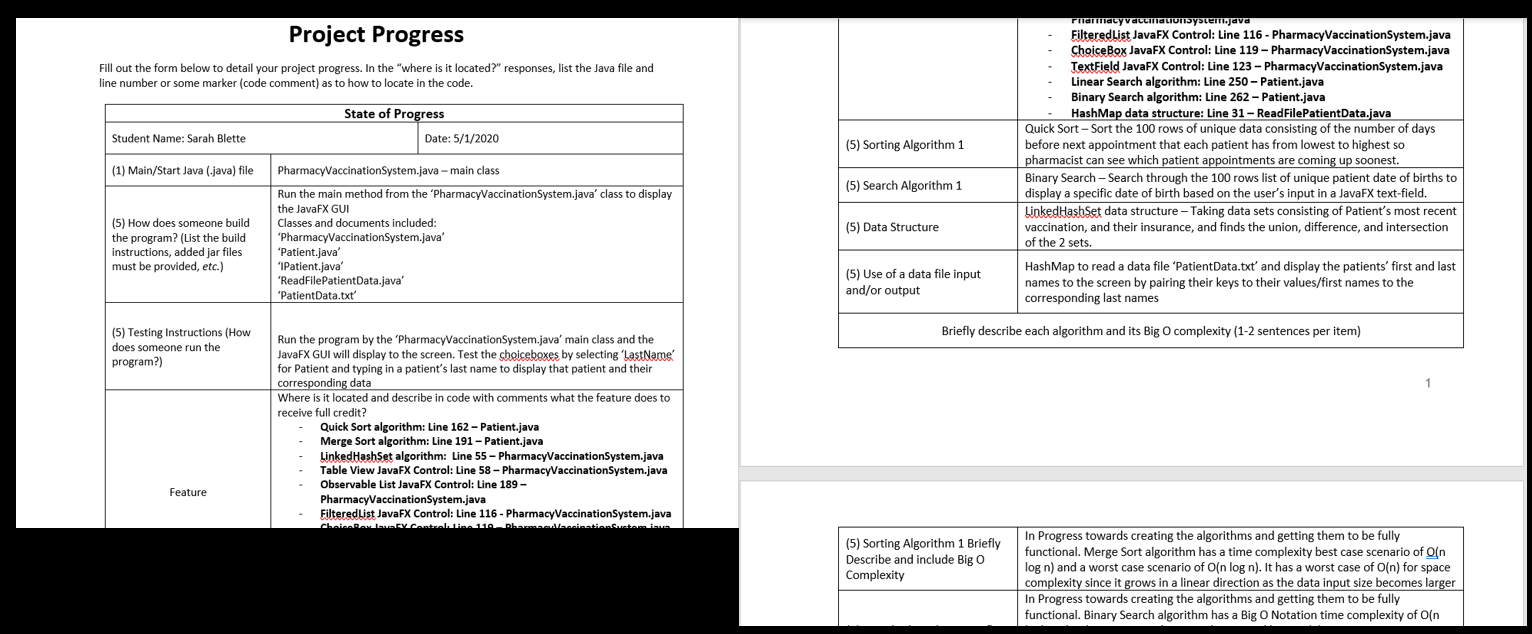 Project Progress
Fill out the form below to detail your project progress. In the “where is it located?” responses, list the Java file and
line number or some marker (code comment) as to how to locate in the code.
State of Progress
Student Name: Sarah Blette
Date: 5/1/2020
(1) Main/Start Java (.java) file
PharmacyVaccinationSystem.java – main class
(5) How does someone build
the program? (List the build
instructions, added jar files
must be provided, etc.)
Run the main method from the ‘PharmacyVaccinationSystem.java’ class to display
the JavaFX GUI
Classes and documents included:
‘PharmacyVaccinationSystem.java’
‘Patient.java’
‘IPatient.java’
‘ReadFilePatientData.java’
‘PatientData.txt’
(5) Testing Instructions (How
does someone run the
program?)
Run the program by the ‘PharmacyVaccinationSystem.java’ main class and the
JavaFX GUI will display to the screen. Test the choiceboxes by selecting ‘LastName’
for Patient and typing in a patient’s last name to display that patient and their
corresponding data
Feature
Where is it located and describe in code with comments what the feature does to
receive full credit?
- Quick Sort algorithm: Line 162 – Patient.java
- Merge Sort algorithm: Line 191 – Patient.java
- LinkedHashSet algorithm:  Line 55 – PharmacyVaccinationSystem.java
- Table View JavaFX Control: Line 58 – PharmacyVaccinationSystem.java
- Observable List JavaFX Control: Line 189 –
PharmacyVaccinationSystem.java
- FilteredList JavaFX Control: Line 116 - PharmacyVaccinationSystem.java
ChoiceBox JavaFX Control: Line 119 – PharmacyVaccinationSystem.java
PharmacyVaccinationSystem.java
- FilteredList JavaFX Control: Line 116 - PharmacyVaccinationSystem.java
- ChoiceBox JavaFX Control: Line 119 – PharmacyVaccinationSystem.java
- TextField JavaFX Control: Line 123 – PharmacyVaccinationSystem.java
- Linear Search algorithm: Line 250 – Patient.java
- Binary Search algorithm: Line 262 – Patient.java
- HashMap data structure: Line 31 – ReadFilePatientData.java
(5) Sorting Algorithm 1
Quick Sort – Sort the 100 rows of unique data consisting of the number of days
before next appointment that each patient has from lowest to highest so
pharmacist can see which patient appointments are coming up soonest.
(5) Search Algorithm 1
Binary Search – Search through the 100 rows list of unique patient date of births to
display a specific date of birth based on the user’s input in a JavaFX text-field.
(5) Data Structure
LinkedHashSet data structure – Taking data sets consisting of Patient’s most recent
vaccination, and their insurance, and finds the union, difference, and intersection
of the 2 sets.
(5) Use of a data file input
and/or output
HashMap to read a data file ‘PatientData.txt’ and display the patients’ first and last
names to the screen by pairing their keys to their values/first names to the
corresponding last names
Briefly describe each algorithm and its Big O complexity (1-2 sentences per item)
1
(5) Sorting Algorithm 1 Briefly
Describe and include Big O
Complexity
In Progress towards creating the algorithms and getting them to be fully
functional. Merge Sort algorithm has a time complexity best case scenario of O(n
log n) and a worst case scenario of O(n log n). It has a worst case of O(n) for space
complexity since it grows in a linear direction as the data input size becomes larger
In Progress towards creating the algorithms and getting them to be fully
functional. Binary Search algorithm has a Big O Notation time complexity of O(n